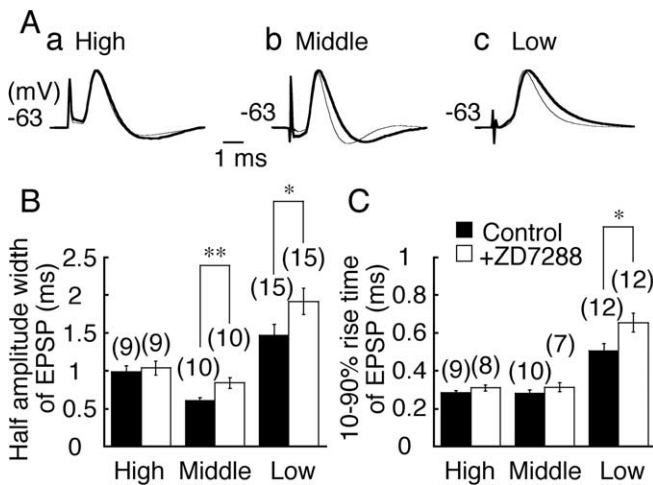 A
a High
b Middle
c Low
(mV)
-63
-63
-63
1 ms
B
Half amplitude width
of EPSP (ms)
2.5
2
1.5
1
0.5
0
(9) (9)
(10)
(10)
(15)
(15)
**
*
High Middle Low
C
10-90% rise time
of EPSP (ms)
1
0.8
0.6
0.4
0.2
0
Control
+ZD7288
(9) (8)
(10)
(7)
(12)
(12)
*
High Middle Low